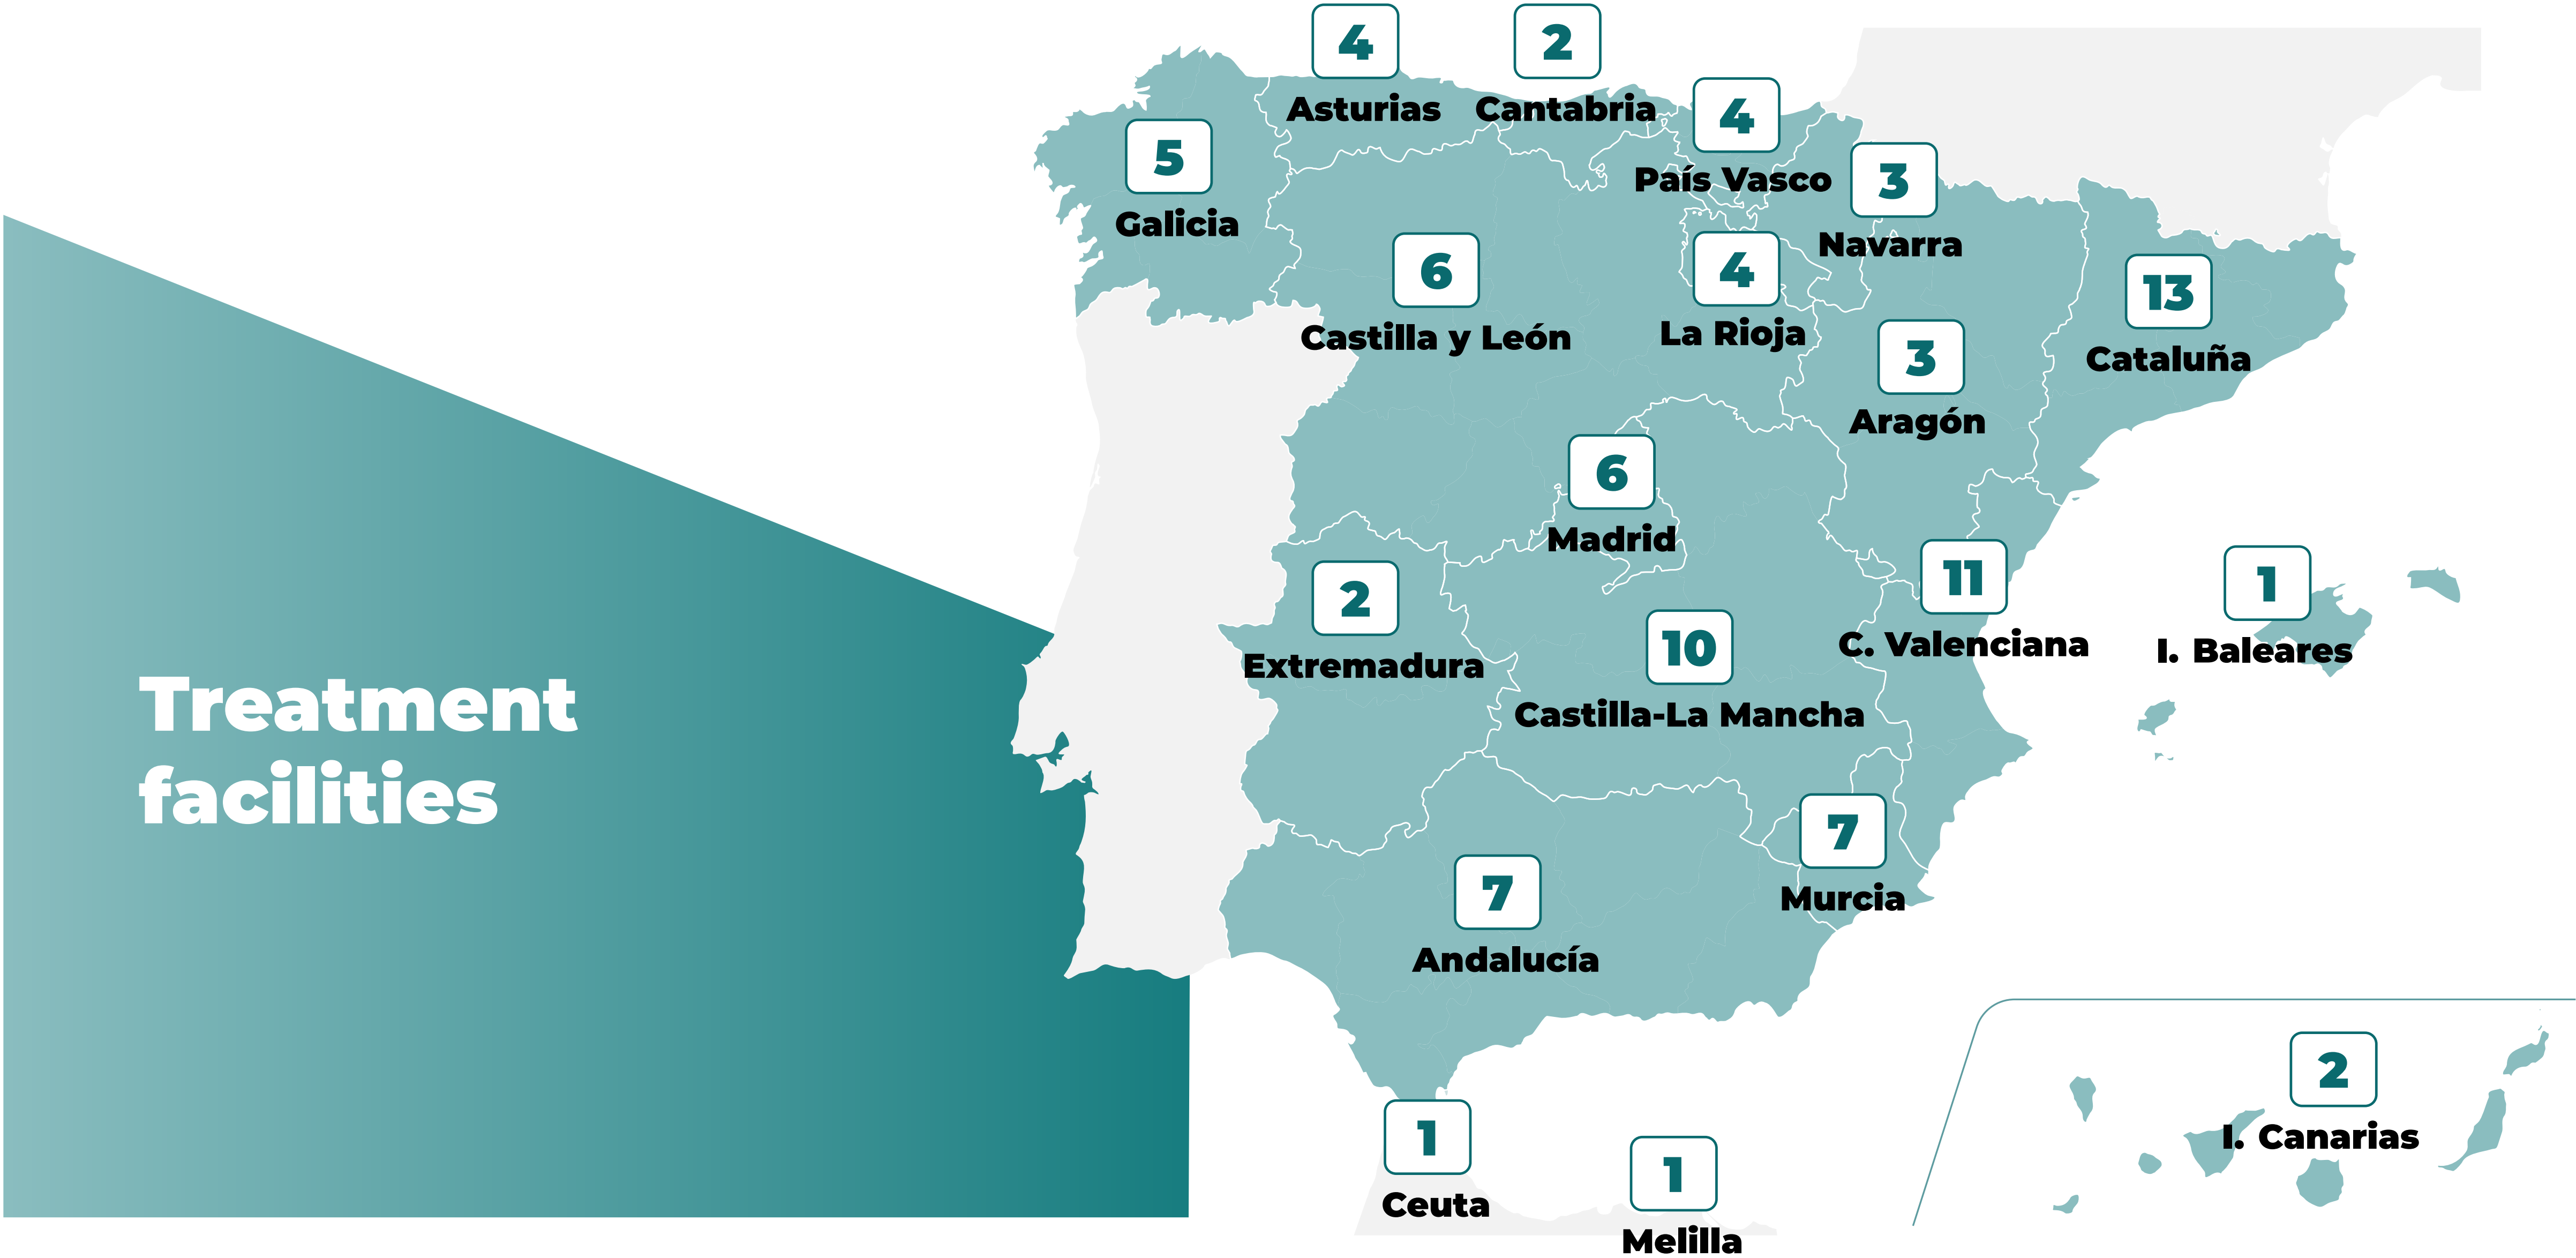 Treatment
facilities
4
Asturias
2
Cantabria
5
Galicia
4
País Vasco
3
Navarra
6
Castilla y León
4
La Rioja
13
Cataluña
3
Aragón
6
Madrid
2
Extremadura
11
C. Valenciana
1
I. Baleares
10
Castilla-La Mancha
7
Murcia
7
Andalucía
2
I. Canarias
1
Ceuta
1
Melilla